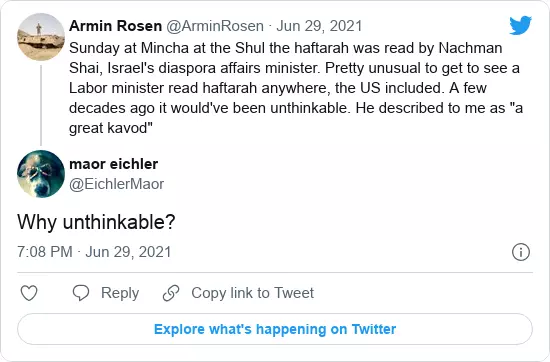 Armin Rosen @ArminRosen · Jun 29, 2021
Sunday at Mincha at the Shul the haftarah was read by Nachman
Shai, Israel's diaspora affairs minister. Pretty unusual to get to see a
Labor minister read haftarah anywhere, the US included. A few
decades ago it would've been unthinkable. He described to me as "a
great kavod"
maor eichler
@EichlerMaor
Why unthinkable?
7:08 PM · Jun 29, 2021
Reply
Copy link to Tweet
Explore what's happening on Twitter